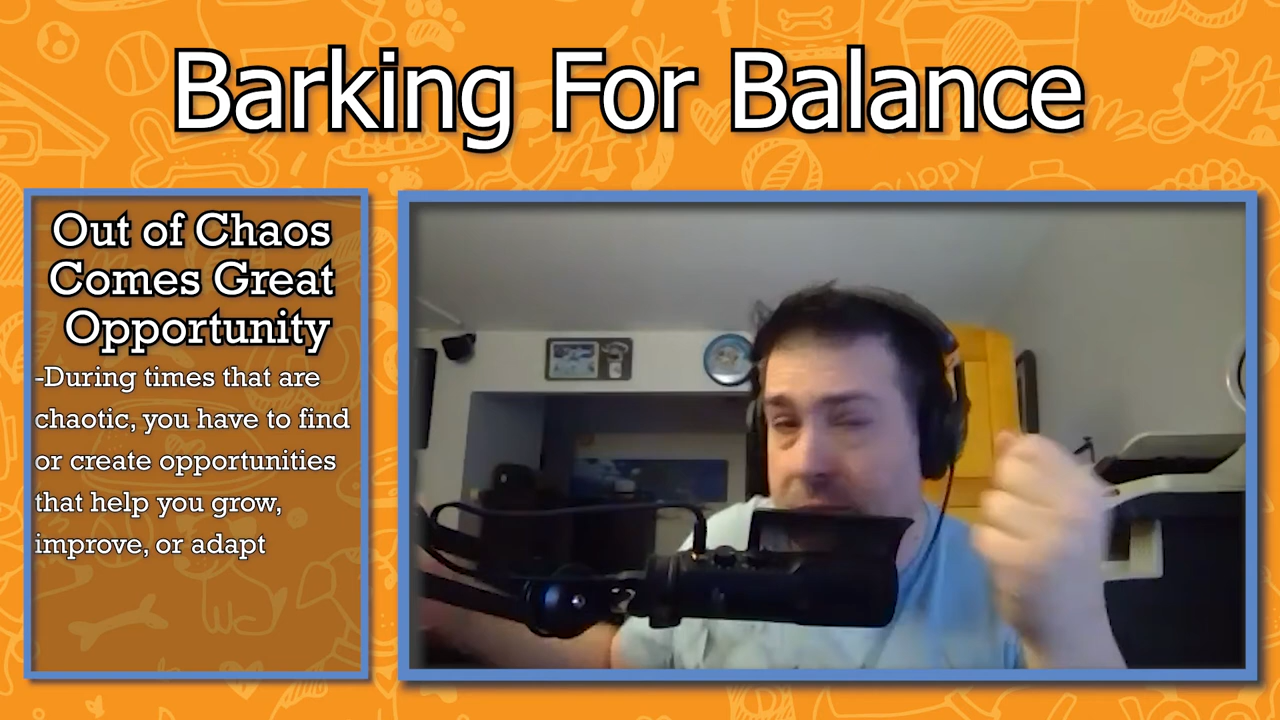 Barking For Balance
PUPPY
Out of Chaos
Comes Great
Opportunity
-During times that are
chaotic, you have to find
or create opportunities
that help you grow,
improve, or adapt